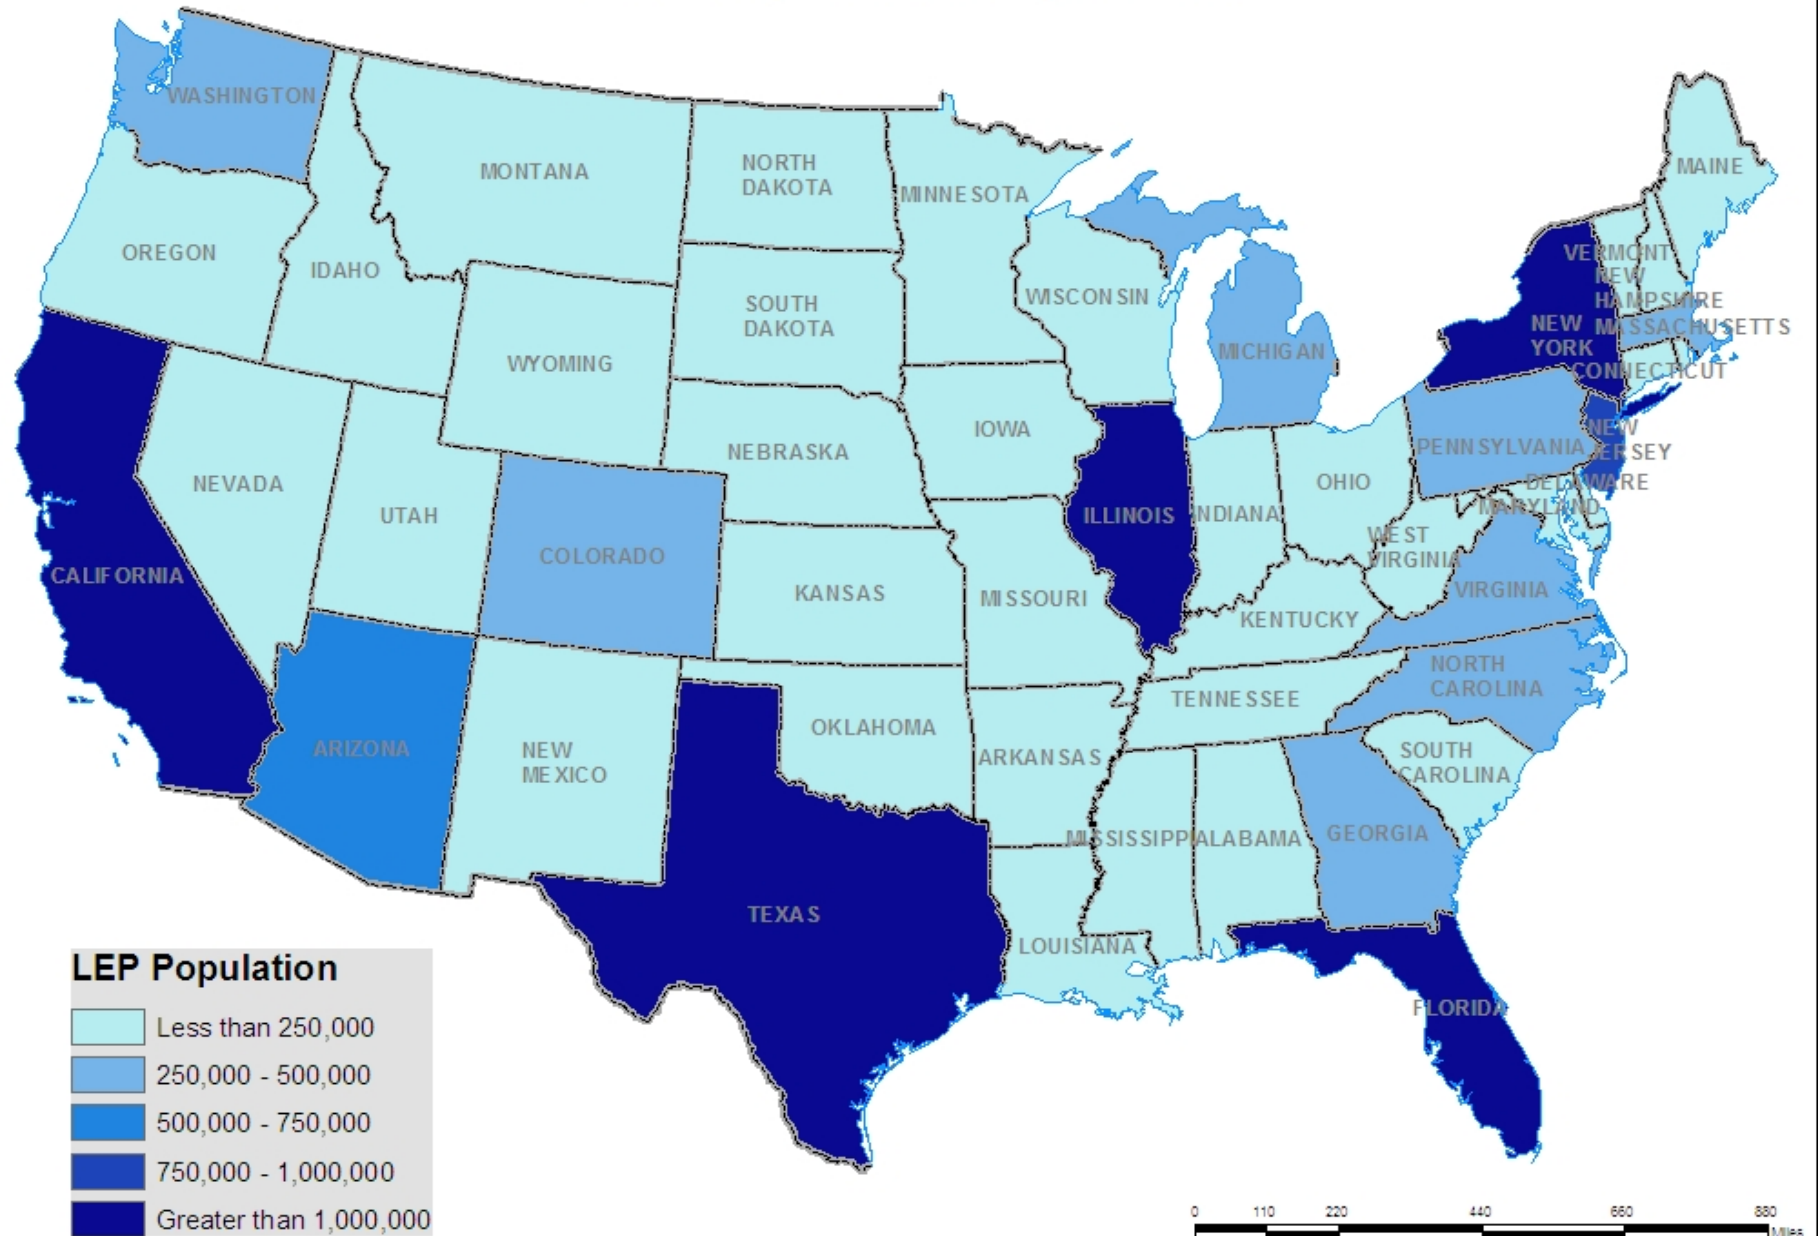 WASHINGTON
MAINE
MONTANA
NORTH
DAKOTA
MINNESOTA
OREGON
IDAHO
VERMONT
NEW
HAMPSHIRE
WISCONSIN
SOUTH
DAKOTA
NEW
YORK
MASSACHUSETTS
MICHIGAN
WYOMING
CONNECTICUT
IOWA
NEBRASKA
NEW
JERSEY
PENNSYLVANIA
NEVADA
OHIO
DELAWARE
MARYLAND
UTAH
ILLINOIS
INDIANA
WEST
VIRGINIA
COLORADO
CALIFORNIA
KANSAS
MISSOURI
VIRGINIA
KENTUCKY
NORTH
CAROLINA
TENNESSEE
OKLAHOMA
ARIZONA
NEW
MEXICO
ARKANSAS
SOUTH
CAROLINA
MISSISSIPPI
ALABAMA
GEORGIA
TEXAS
LOUISIANA
FLORIDA
LEP Population
Less than 250,000
250,000 - 500,000
500,000 - 750,000
750,000 - 1,000,000
Greater than 1,000,000
0 110 220 440 660 880
Miles